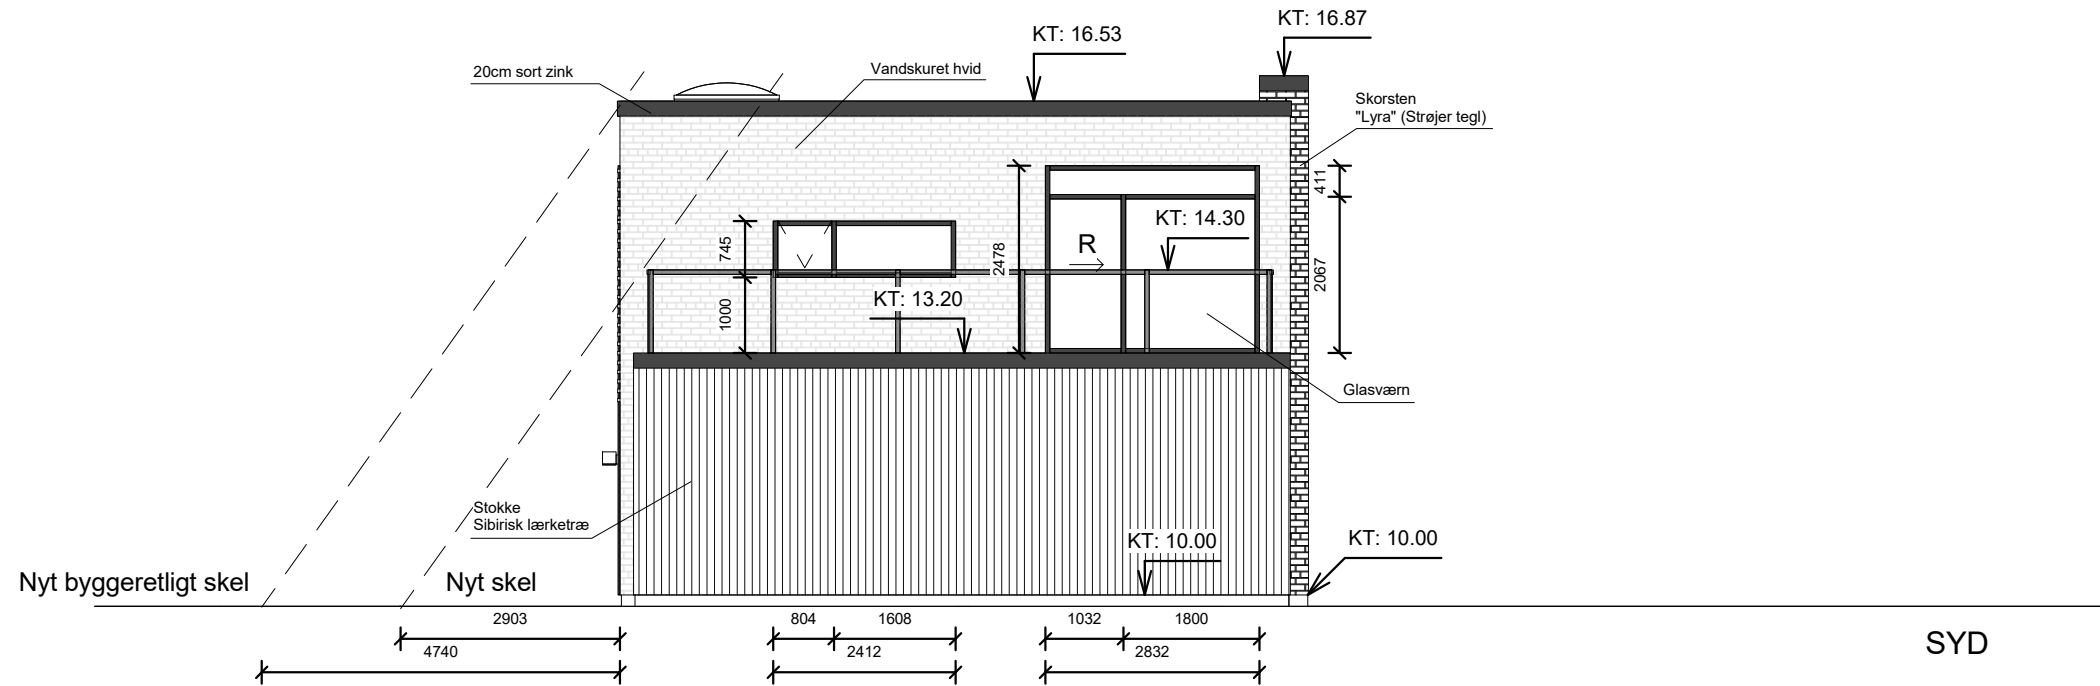 KT: 16.87
KT: 16.53
20cm sort zink
Vandskuret hvid
Skorsten
"Lyra" (Strøjer tegl)
411
KT: 14.30
745
2478
R
2067
KT: 13.20
1000
Glasværn
Stokke
Sibirisk lærketræ
KT: 10.00
KT: 10.00
Nyt byggeretligt skel
Nyt skel
2903
804
1608
1032
1800
4740
2412
2832
SYD